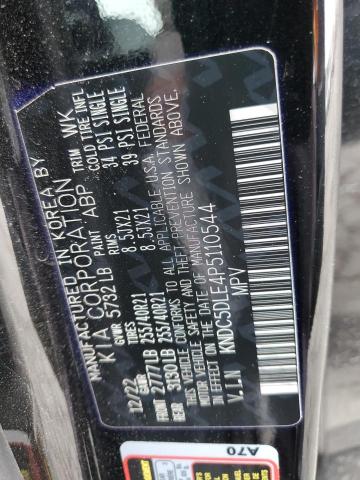 MANUFACTURED IN KOREA BY
KIA CORPORATION
GVWR 5732 LB PAINT ABP TRIM WK
12/22 GAWR TIRES RIMS COLD TIRE INFL
FRONT 2777 LB 255/40R21 8.5JX21 34 PSI SINGLE
REAR 3130 LB 255/40R21 8.5JX21 39 PSI SINGLE
THIS VEHICLE CONFORMS TO ALL APPLICABLE U.S.A. FEDERAL
MOTOR VEHICLE SAFETY AND THEFT PREVENTION STANDARDS
IN EFFECT ON THE DATE OF MANUFACTURE SHOWN ABOVE.
V.I.N KNDC5DLE4P5110544
MPV
A70